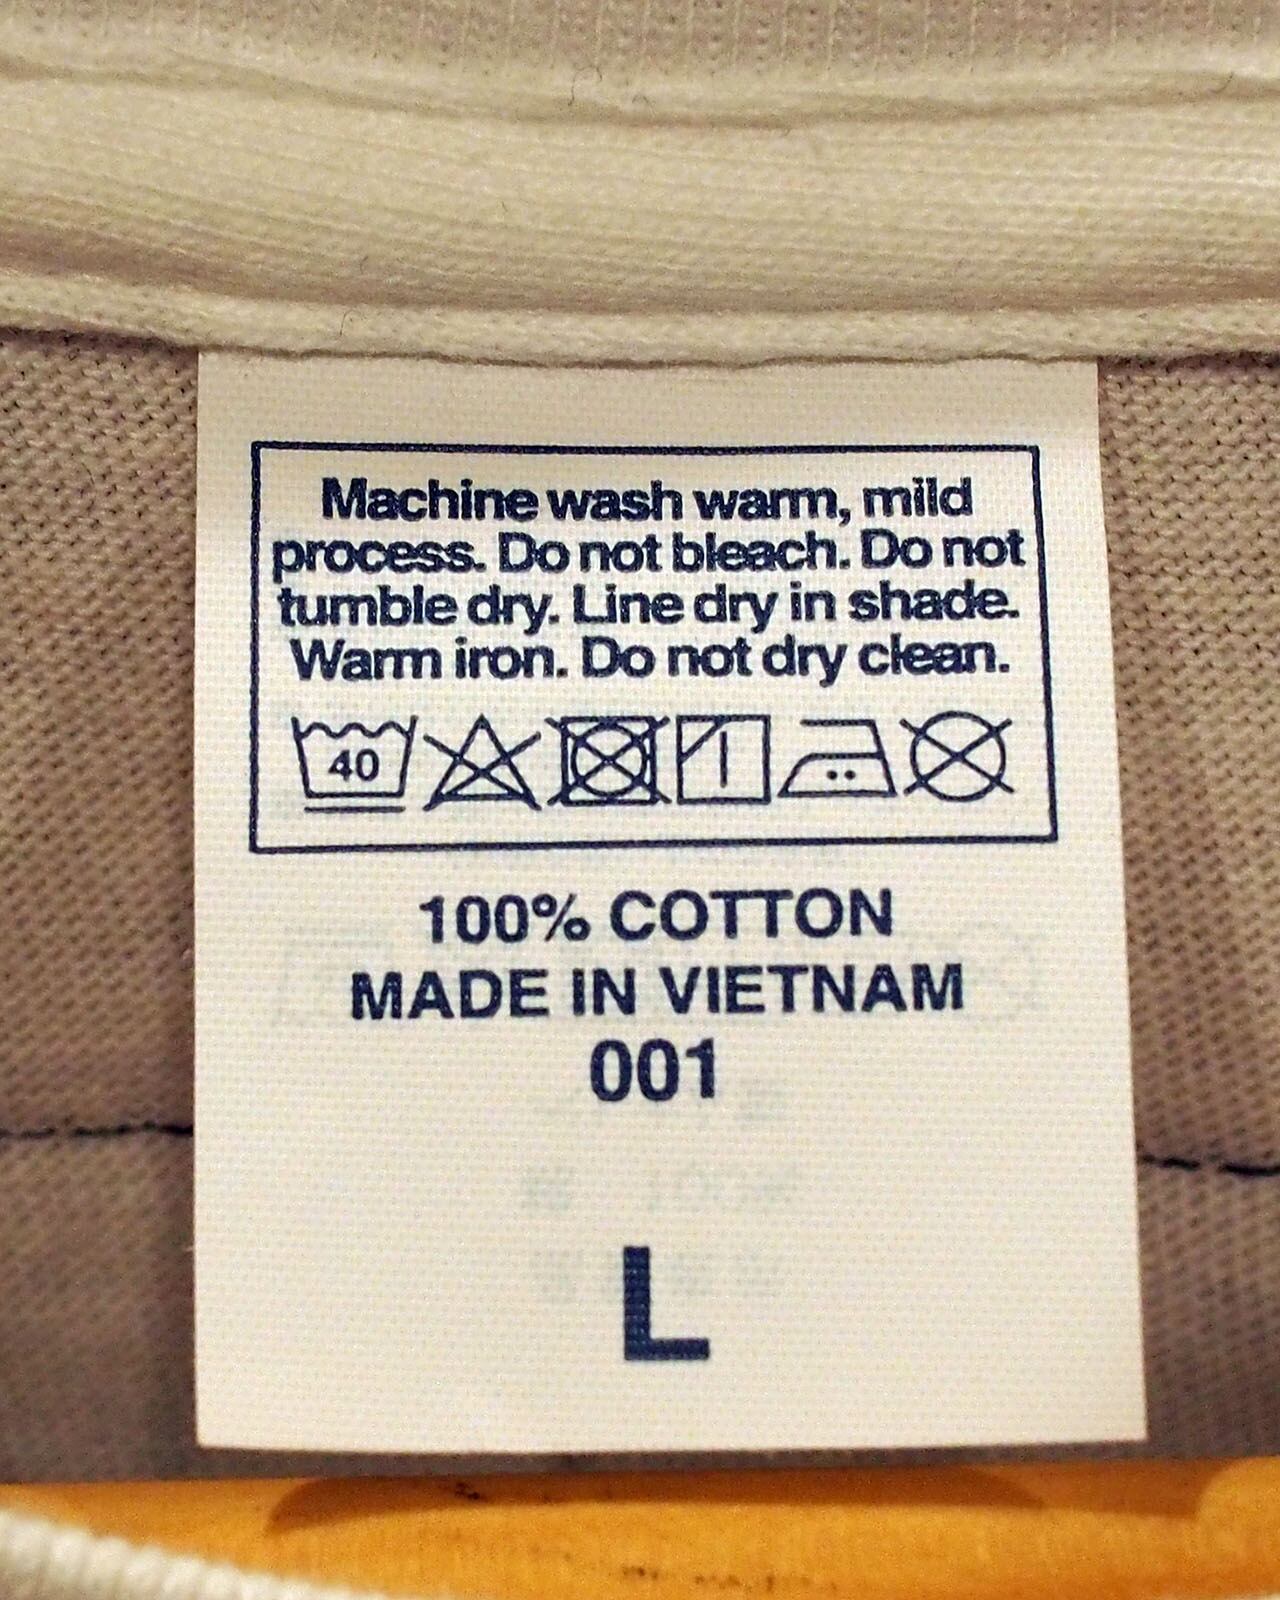 Machine wash warm, mild
process. Do not bleach. Do not
tumble dry. Line dry in shade.
Warm iron. Do not dry clean.
40
100% COTTON
MADE IN VIETNAM
001
L